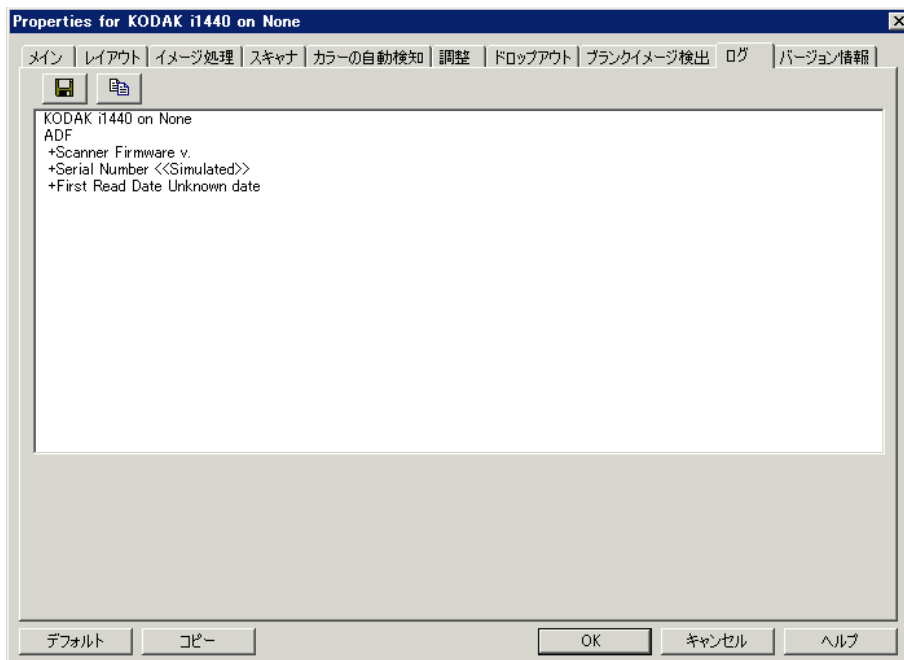 Properties for KODAK i1440 on None
メイン レイアウト イメージ処理 スキャナ カラーの自動検知 調整 ドロップアウト ブランクイメージ検出 ログ バージョン情報
KODAK i1440 on None
ADF
+Scanner Firmware v.
+Serial Number <<Simulated>>
+First Read Date Unknown date
デフォルト コピー OK キャンセル ヘルプ